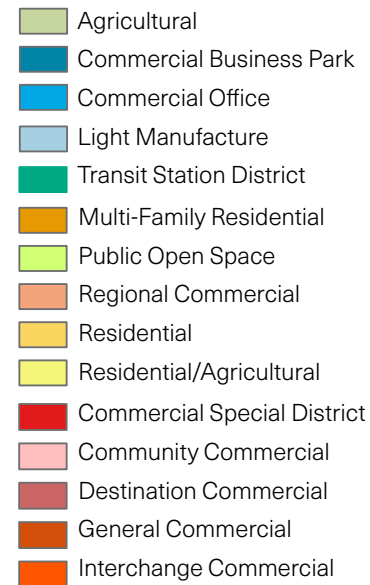 Agricultural
Commercial Business Park
Commercial Office
Light Manufacture
Transit Station District
Multi-Family Residential
Public Open Space
Regional Commercial
Residential
Residential/Agricultural
Commercial Special District
Community Commercial
Destination Commercial
General Commercial
Interchange Commercial